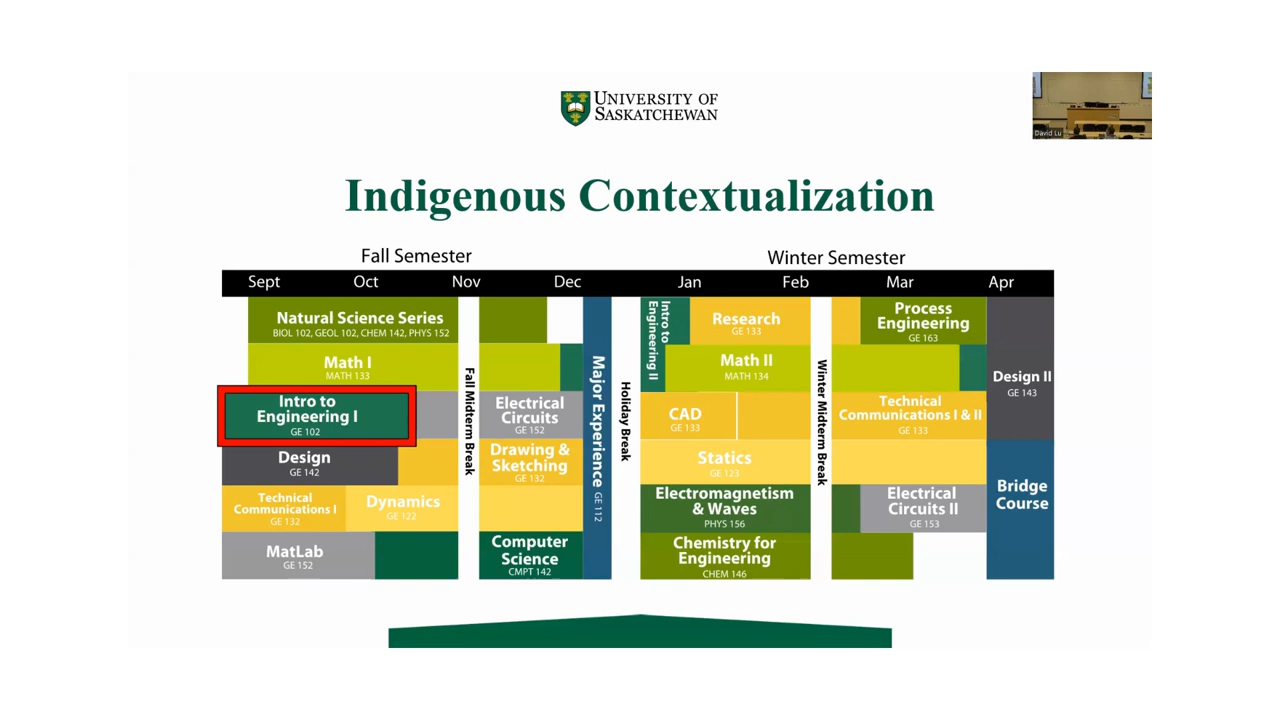 UNIVERSITY OF
SASKATCHEWAN
David Lu
Indigenous Contextualization
Fall Semester
Winter Semester
Sept Oct Nov Dec Jan Feb Mar Apr
Natural Science Series
BIOL 102, GEOL 102, CHEM 142, PHYS 152
Math I
MATH 133
Intro to
Engineering I
GE 102
Design
GE 142
Technical
Communications I
GE 132
Dynamics
GE 122
MatLab
GE 152
Fall Midterm Break
Electrical
Circuits
GE 152
Drawing &
Sketching
GE 132
Computer
Science
CMPT 142
Major Experience GE 112
Holiday Break
Intro to
Engineering II
Research
GE 133
Math II
MATH 134
CAD
GE 133
Statics
GE 123
Electromagnetism
& Waves
PHYS 156
Chemistry for
Engineering
CHEM 146
Winter Midterm Break
Process
Engineering
GE 163
Technical
Communications I & II
GE 133
Electrical
Circuits II
GE 153
Design II
GE 143
Bridge
Course